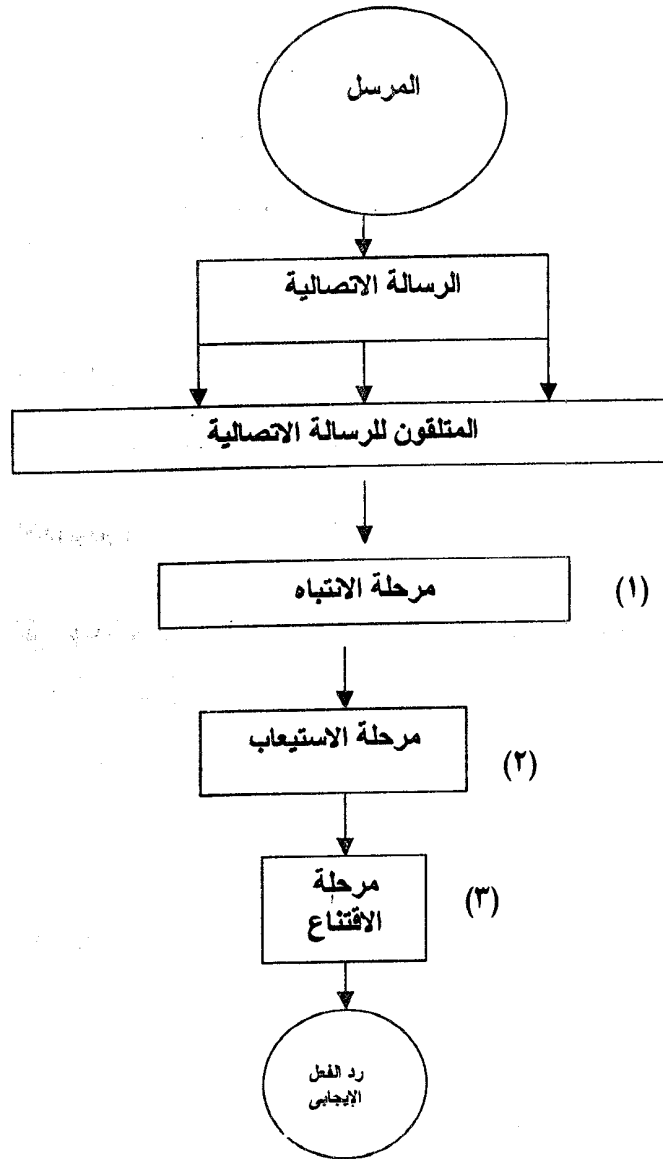 المرسل
الرسالة الاتصالية
المتلقون للرسالة الاتصالية
مرحلة الانتباه
(١)
مرحلة الاستيعاب
(٢)
مرحلة
الاقتناع
(٣)
رد الفعل
الإيجابى